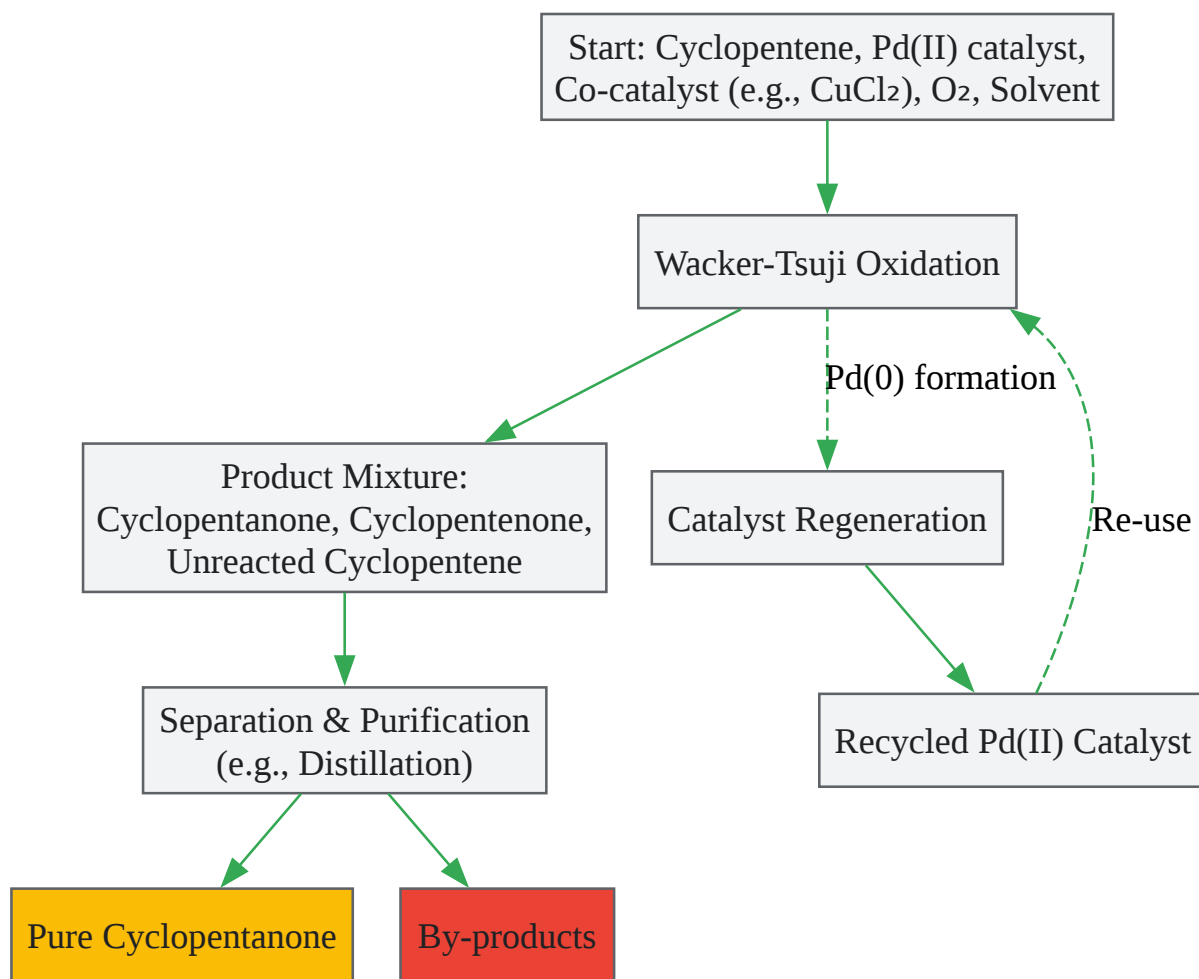 Start: Cyclopentene, Pd(II) catalyst,
Co-catalyst (e.g., CuCl₂), O₂, Solvent
Wacker-Tsuji Oxidation
Pd(0) formation
Product Mixture:
Cyclopentanone, Cyclopentenone,
Unreacted Cyclopentene
Catalyst Regeneration
Re-use
Separation & Purification
(e.g., Distillation)
Recycled Pd(II) Catalyst
Pure Cyclopentanone
By-products